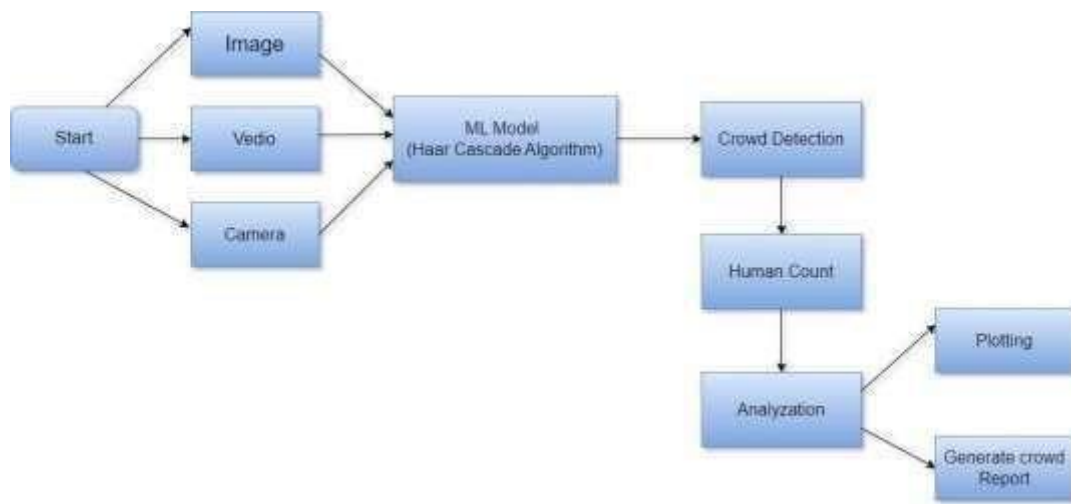 Image
Start
Vedio
Camera
ML Model
(Haar Cascade Algorithm)
Crowd Detection
Human Count
Analyzation
Plotting
Generate crowd
Report